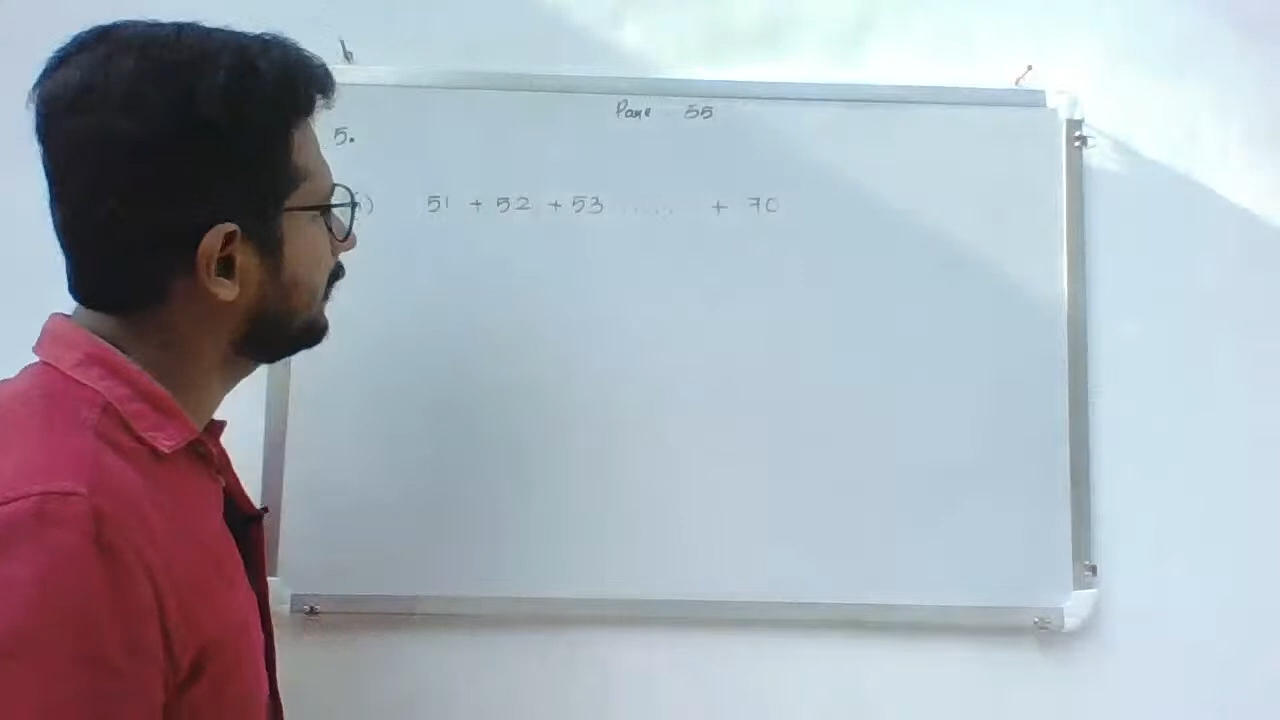 Page 55
5.
51 + 52 + 53 ...... + 70